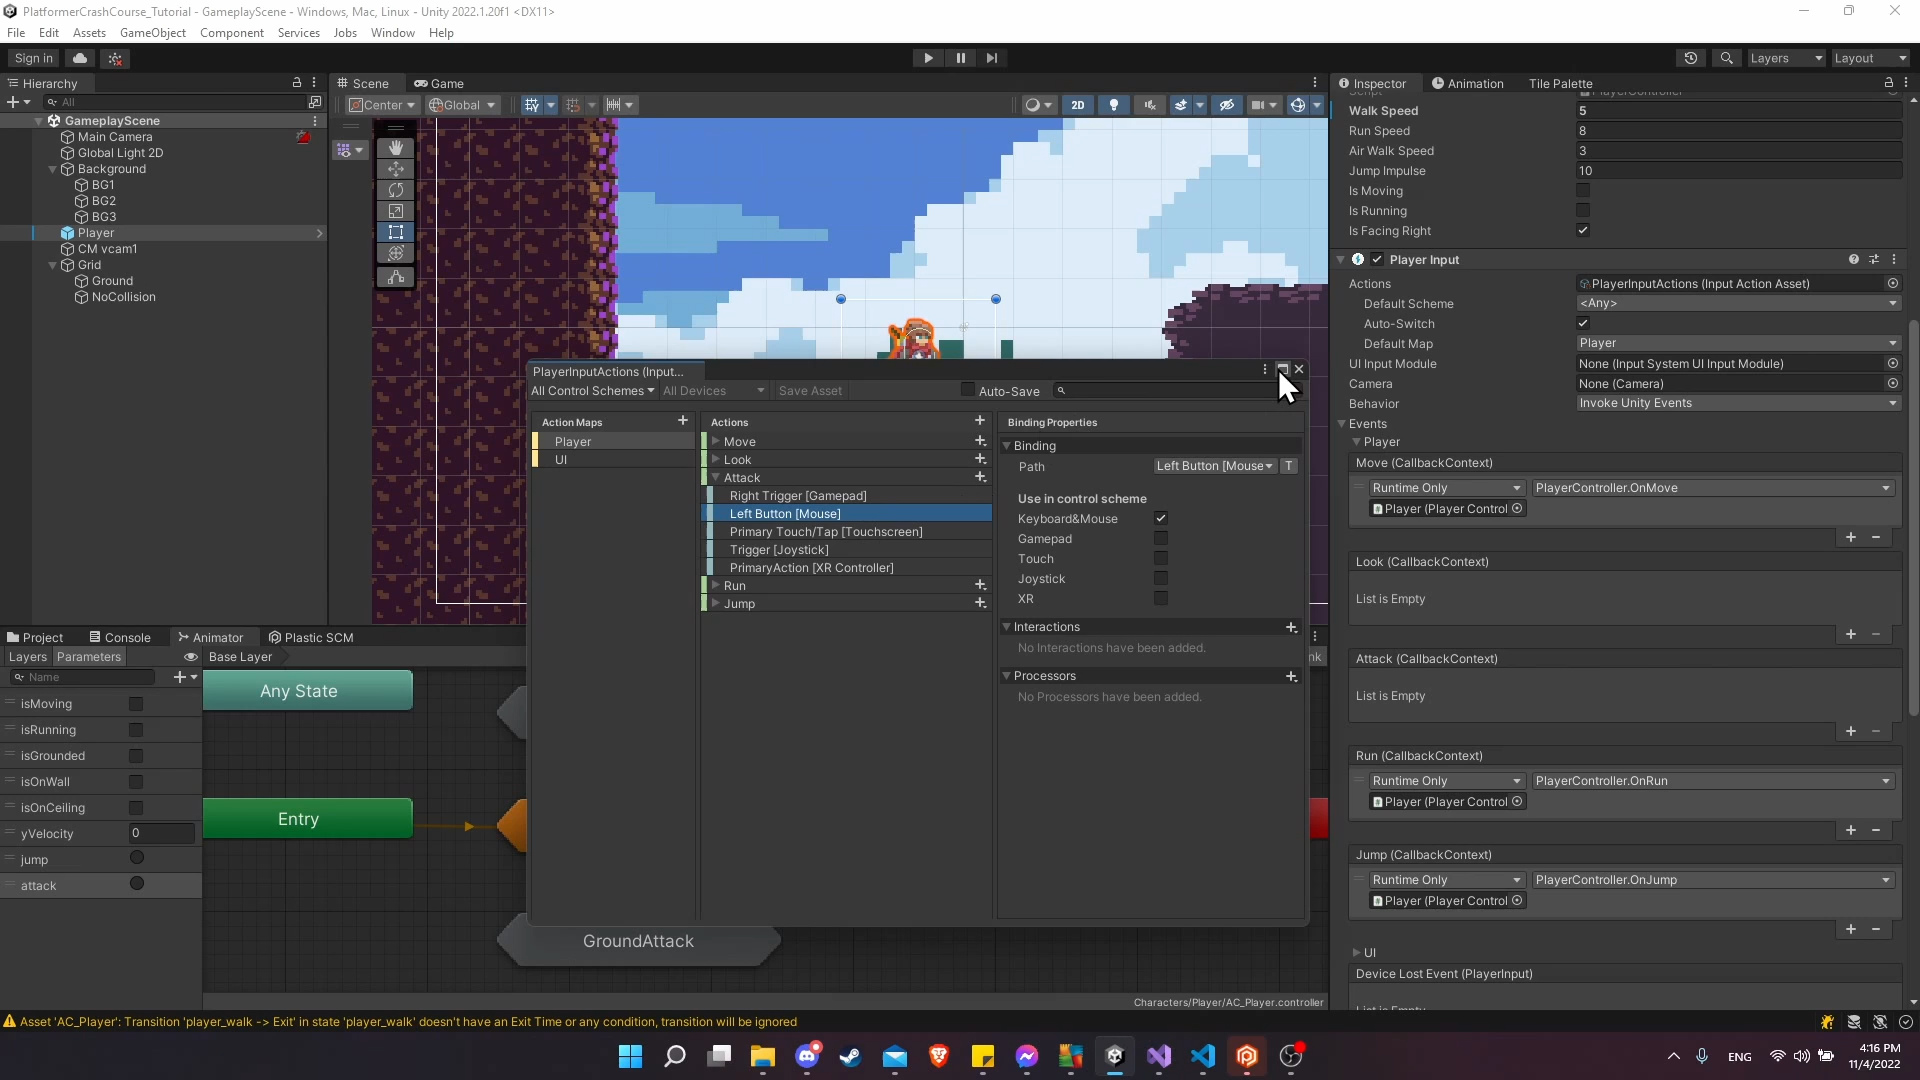 PlatformerCrashCourse_Tutorial - GameplayScene - Windows, Mac, Linux - Unity 2022.1.20f1 <DX11>
File Edit Assets GameObject Component Services Jobs Window Help
Sign in
Layers
Layout
Hierarchy
All
GameplayScene
Main Camera
Global Light 2D
Background
BG1
BG2
BG3
Player
CM vcam1
Grid
Ground
NoCollision
Scene
Game
Center
Global
2D
PlayerInputActions (Input...
All Control Schemes
All Devices
Save Asset
Auto-Save
Action Maps
Player
UI
Actions
Move
Look
Attack
Right Trigger [Gamepad]
Left Button [Mouse]
Primary Touch/Tap [Touchscreen]
Trigger [Joystick]
PrimaryAction [XR Controller]
Run
Jump
Binding Properties
Binding
Path
Left Button [Mouse
T
Use in control scheme
Keyboard&Mouse
Gamepad
Touch
Joystick
XR
Interactions
No Interactions have been added.
Processors
No Processors have been added.
Inspector
Animation
Tile Palette
Walk Speed 5
Run Speed 8
Air Walk Speed 3
Jump Impulse 10
Is Moving
Is Running
Is Facing Right
Player Input
Actions PlayerInputActions (Input Action Asset)
Default Scheme <Any>
Auto-Switch
Default Map Player
UI Input Module None (Input System UI Input Module)
Camera None (Camera)
Behavior Invoke Unity Events
Events
Player
Move (CallbackContext)
Runtime Only PlayerController.OnMove
Player (Player Control
Look (CallbackContext)
List is Empty
Attack (CallbackContext)
List is Empty
Run (CallbackContext)
Runtime Only PlayerController.OnRun
Player (Player Control
Jump (CallbackContext)
Runtime Only PlayerController.OnJump
Player (Player Control
UI
Device Lost Event (PlayerInput)
Project
Console
Animator
Plastic SCM
Layers
Parameters
Base Layer
Name
isMoving
isRunning
isGrounded
isOnWall
isOnCeiling
yVelocity 0
jump
attack
Any State
Entry
GroundAttack
Characters/Player/AC_Player.controller
Asset 'AC_Player': Transition 'player_walk -> Exit' in state 'player_walk' doesn't have an Exit Time or any condition, transition will be ignored
ENG
4:16 PM
11/4/2022